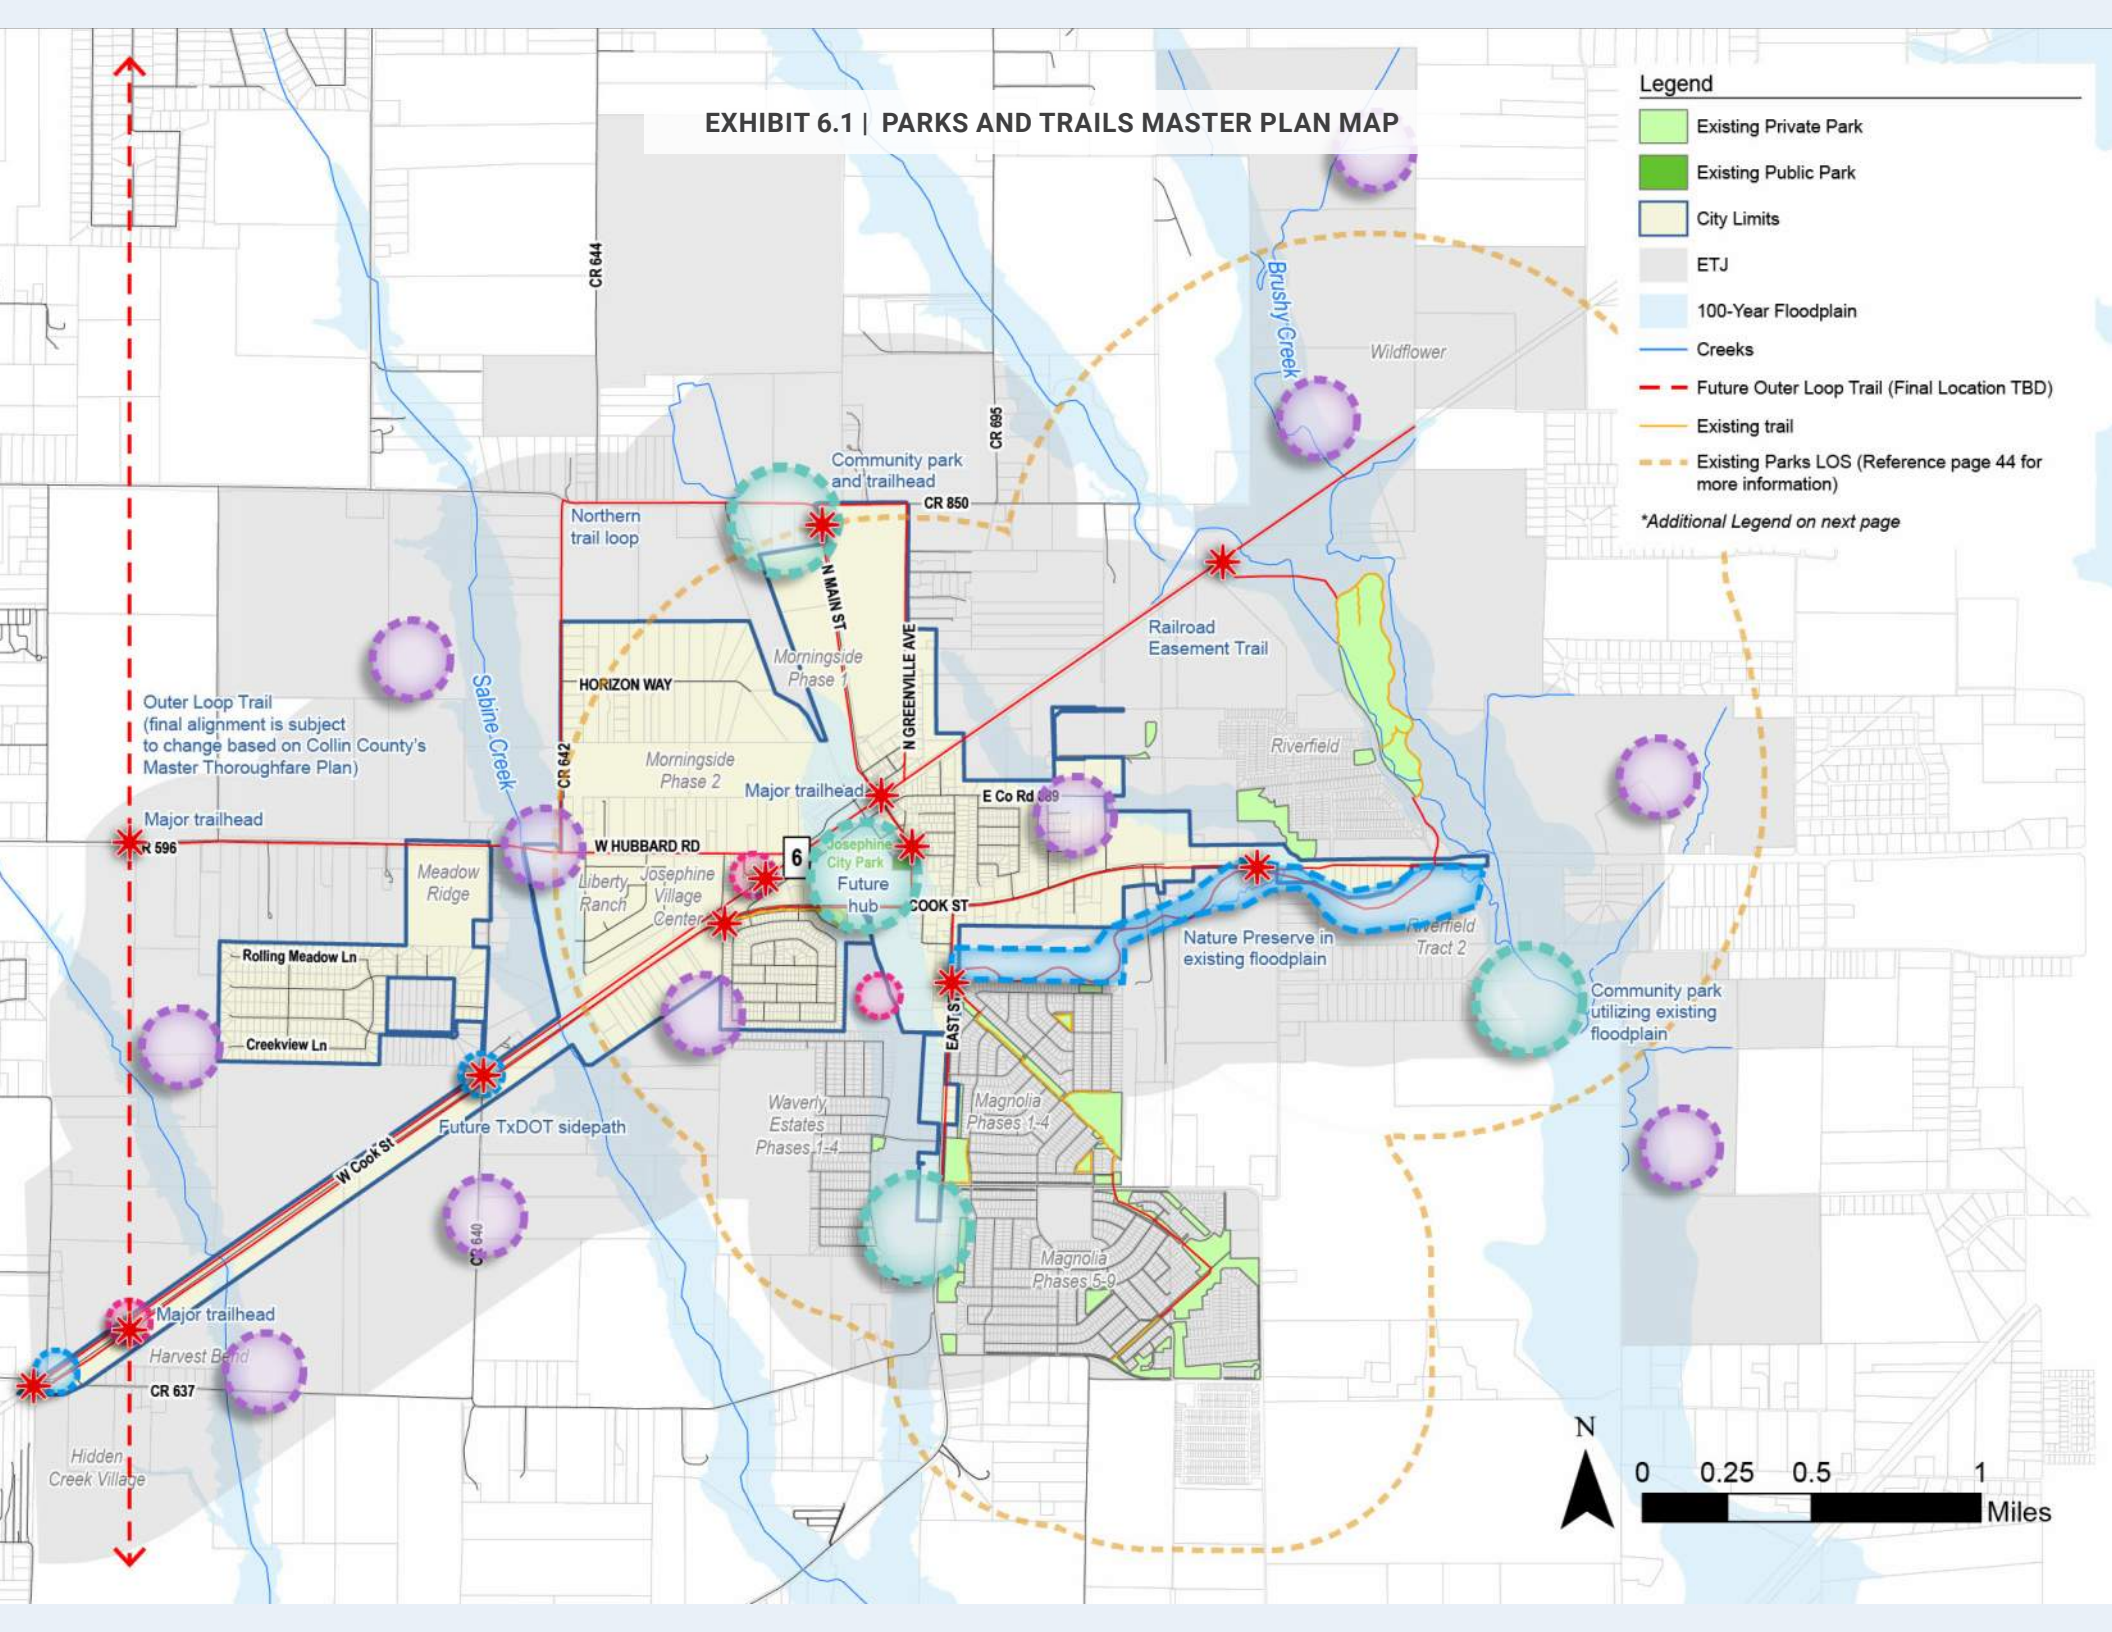 EXHIBIT 6.1 | PARKS AND TRAILS MASTER PLAN MAP
Legend
Existing Private Park
Existing Public Park
City Limits
ETJ
100-Year Floodplain
Creeks
Future Outer Loop Trail (Final Location TBD)
Existing trail
Existing Parks LOS (Reference page 44 for
more information)
*Additional Legend on next page
CR 644
CR 695
Brushy Creek
Wildflower
Community park
and trailhead
CR 850
Northern
trail loop
N MAIN ST
N GREENVILLE AVE
Morningside
Phase 1
HORIZON WAY
Railroad
Easement Trail
Sabine Creek
Outer Loop Trail
(final alignment is subject
to change based on Collin County's
Master Thoroughfare Plan)
CR 642
Morningside
Phase 2
Major trailhead
E Co Rd
Riverfield
Major trailhead
R 596
W HUBBARD RD
6
Josephine
City Park
Future
hub
Meadow
Ridge
Liberty
Ranch
Josephine
Village
Center
COOK ST
Nature Preserve in
existing floodplain
Riverfield
Tract 2
Rolling Meadow Ln
Creekview Ln
EAST ST
Community park
utilizing existing
floodplain
Future TxDOT sidepath
W Cook St
Waverly
Estates
Phases 1-4
Magnolia
Phases 1-4
CR 640
Magnolia
Phases 5-9
Major trailhead
Harvest Bend
CR 637
Hidden
Creek Village
N
0 0.25 0.5 1
Miles